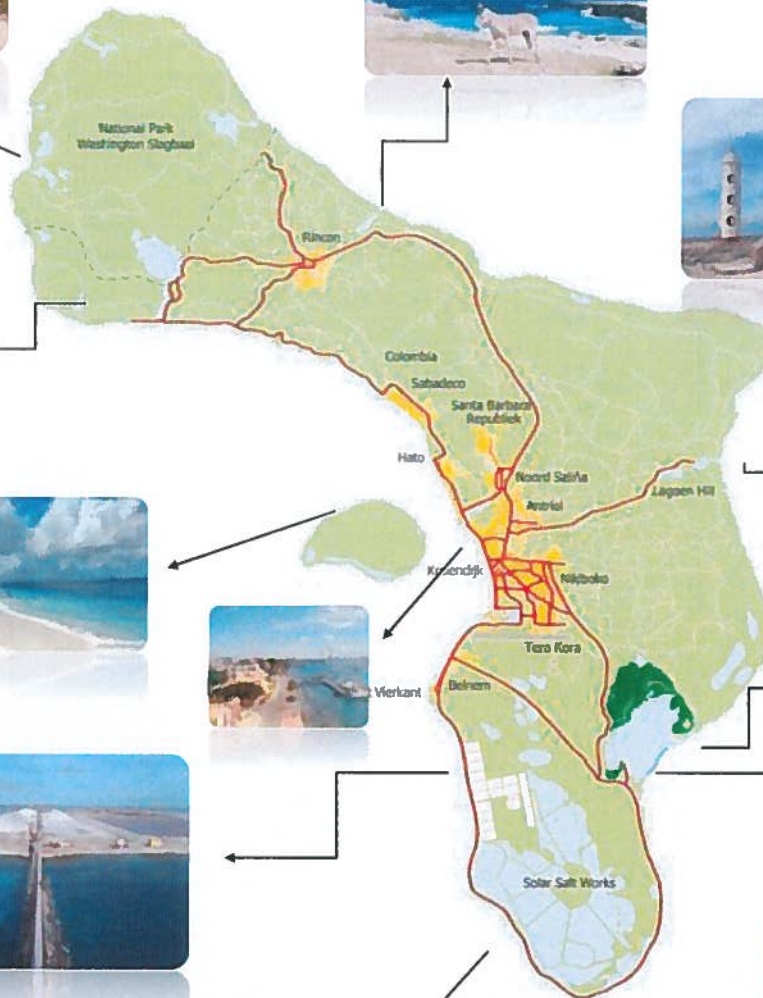 National Park
Washington Slagbaai
Rincon
Colombia
Sabadeco
Santa Barbara
Republiek
Hato
Noord Saliña
Antriol
Lagoen Hill
Nikiboko
Tera Kora
Vierkant
Belnem
Solar Salt Works